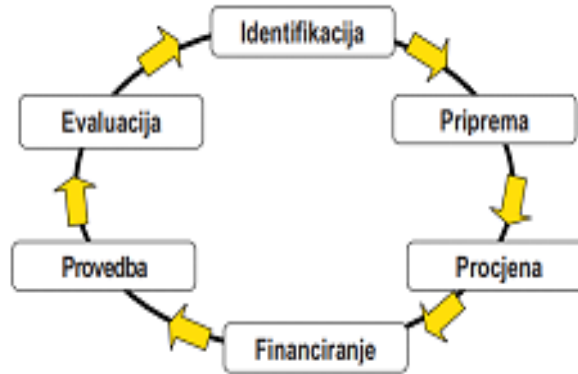 Identifikacija
Priprema
Procjena
Financiranje
Provedba
Evaluacija